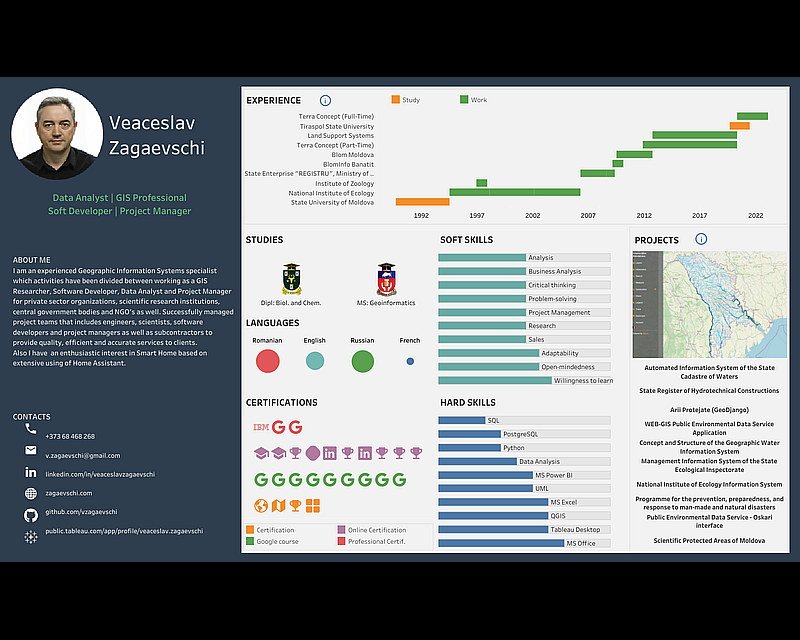 Veaceslav
Zagaevschi
Data Analyst | GIS Professional
Soft Developer | Project Manager
ABOUT ME
I am an experienced Geographic Information Systems specialist
which activities have been divided between working as a GIS
Researcher, Software Developer, Data Analyst and Project Manager
for private sector organizations, scientific research institutions,
central government bodies and NGO's as well. Successfully managed
project teams that includes engineers, scientists, software
developers and project managers as well as subcontractors to
provide quality, efficient and accurate services to clients.
Also I have an enthusiastic interest in Smart Home based on
extensive using of Home Assistant.
CONTACTS
+373 68 468 268
v.zagaevschi@gmail.com
linkedin.com/in/veaceslavzagaevschi
zagaevschi.com
github.com/vzagaevschi
public.tableau.com/app/profile/veaceslav.zagaevschi
EXPERIENCE
Study
Work
Terra Concept (Full-Time)
Tiraspol State University
Land Support Systems
Terra Concept (Part-Time)
Blom Moldova
BlomInfo Banatit
State Enterprise "REGISTRU", Ministry of ..
Institute of Zoology
National Institute of Ecology
State University of Moldova
1992 1997 2002 2007 2012 2017 2022
STUDIES
Dipl: Biol. and Chem.
MS: Geoinformatics
LANGUAGES
Romanian English Russian French
CERTIFICATIONS
IBM G G
in in
G G G G G G G G G
Certification
Online Certification
Google course
Professional Certif.
SOFT SKILLS
Analysis
Business Analysis
Critical thinking
Problem-solving
Project Management
Research
Sales
Adaptability
Open-mindedness
Willingness to learn
HARD SKILLS
SQL
PostgreSQL
Python
Data Analysis
MS Power BI
UML
MS Excel
QGIS
Tableau Desktop
MS Office
PROJECTS
Automated Information System of the State
Cadastre of Waters
State Register of Hydrotechnical Constructions
Arii Protejate (GeoDjango)
WEB-GIS Public Environmental Data Service
Application
Concept and Structure of the Geographic Water
Information System
Management Information System of the State
Ecological Inspectorate
National Institute of Ecology Information System
Programme for the prevention, preparedness, and
response to man-made and natural disasters
Public Environmental Data Service - Oskari
interface
Scientific Protected Areas of Moldova